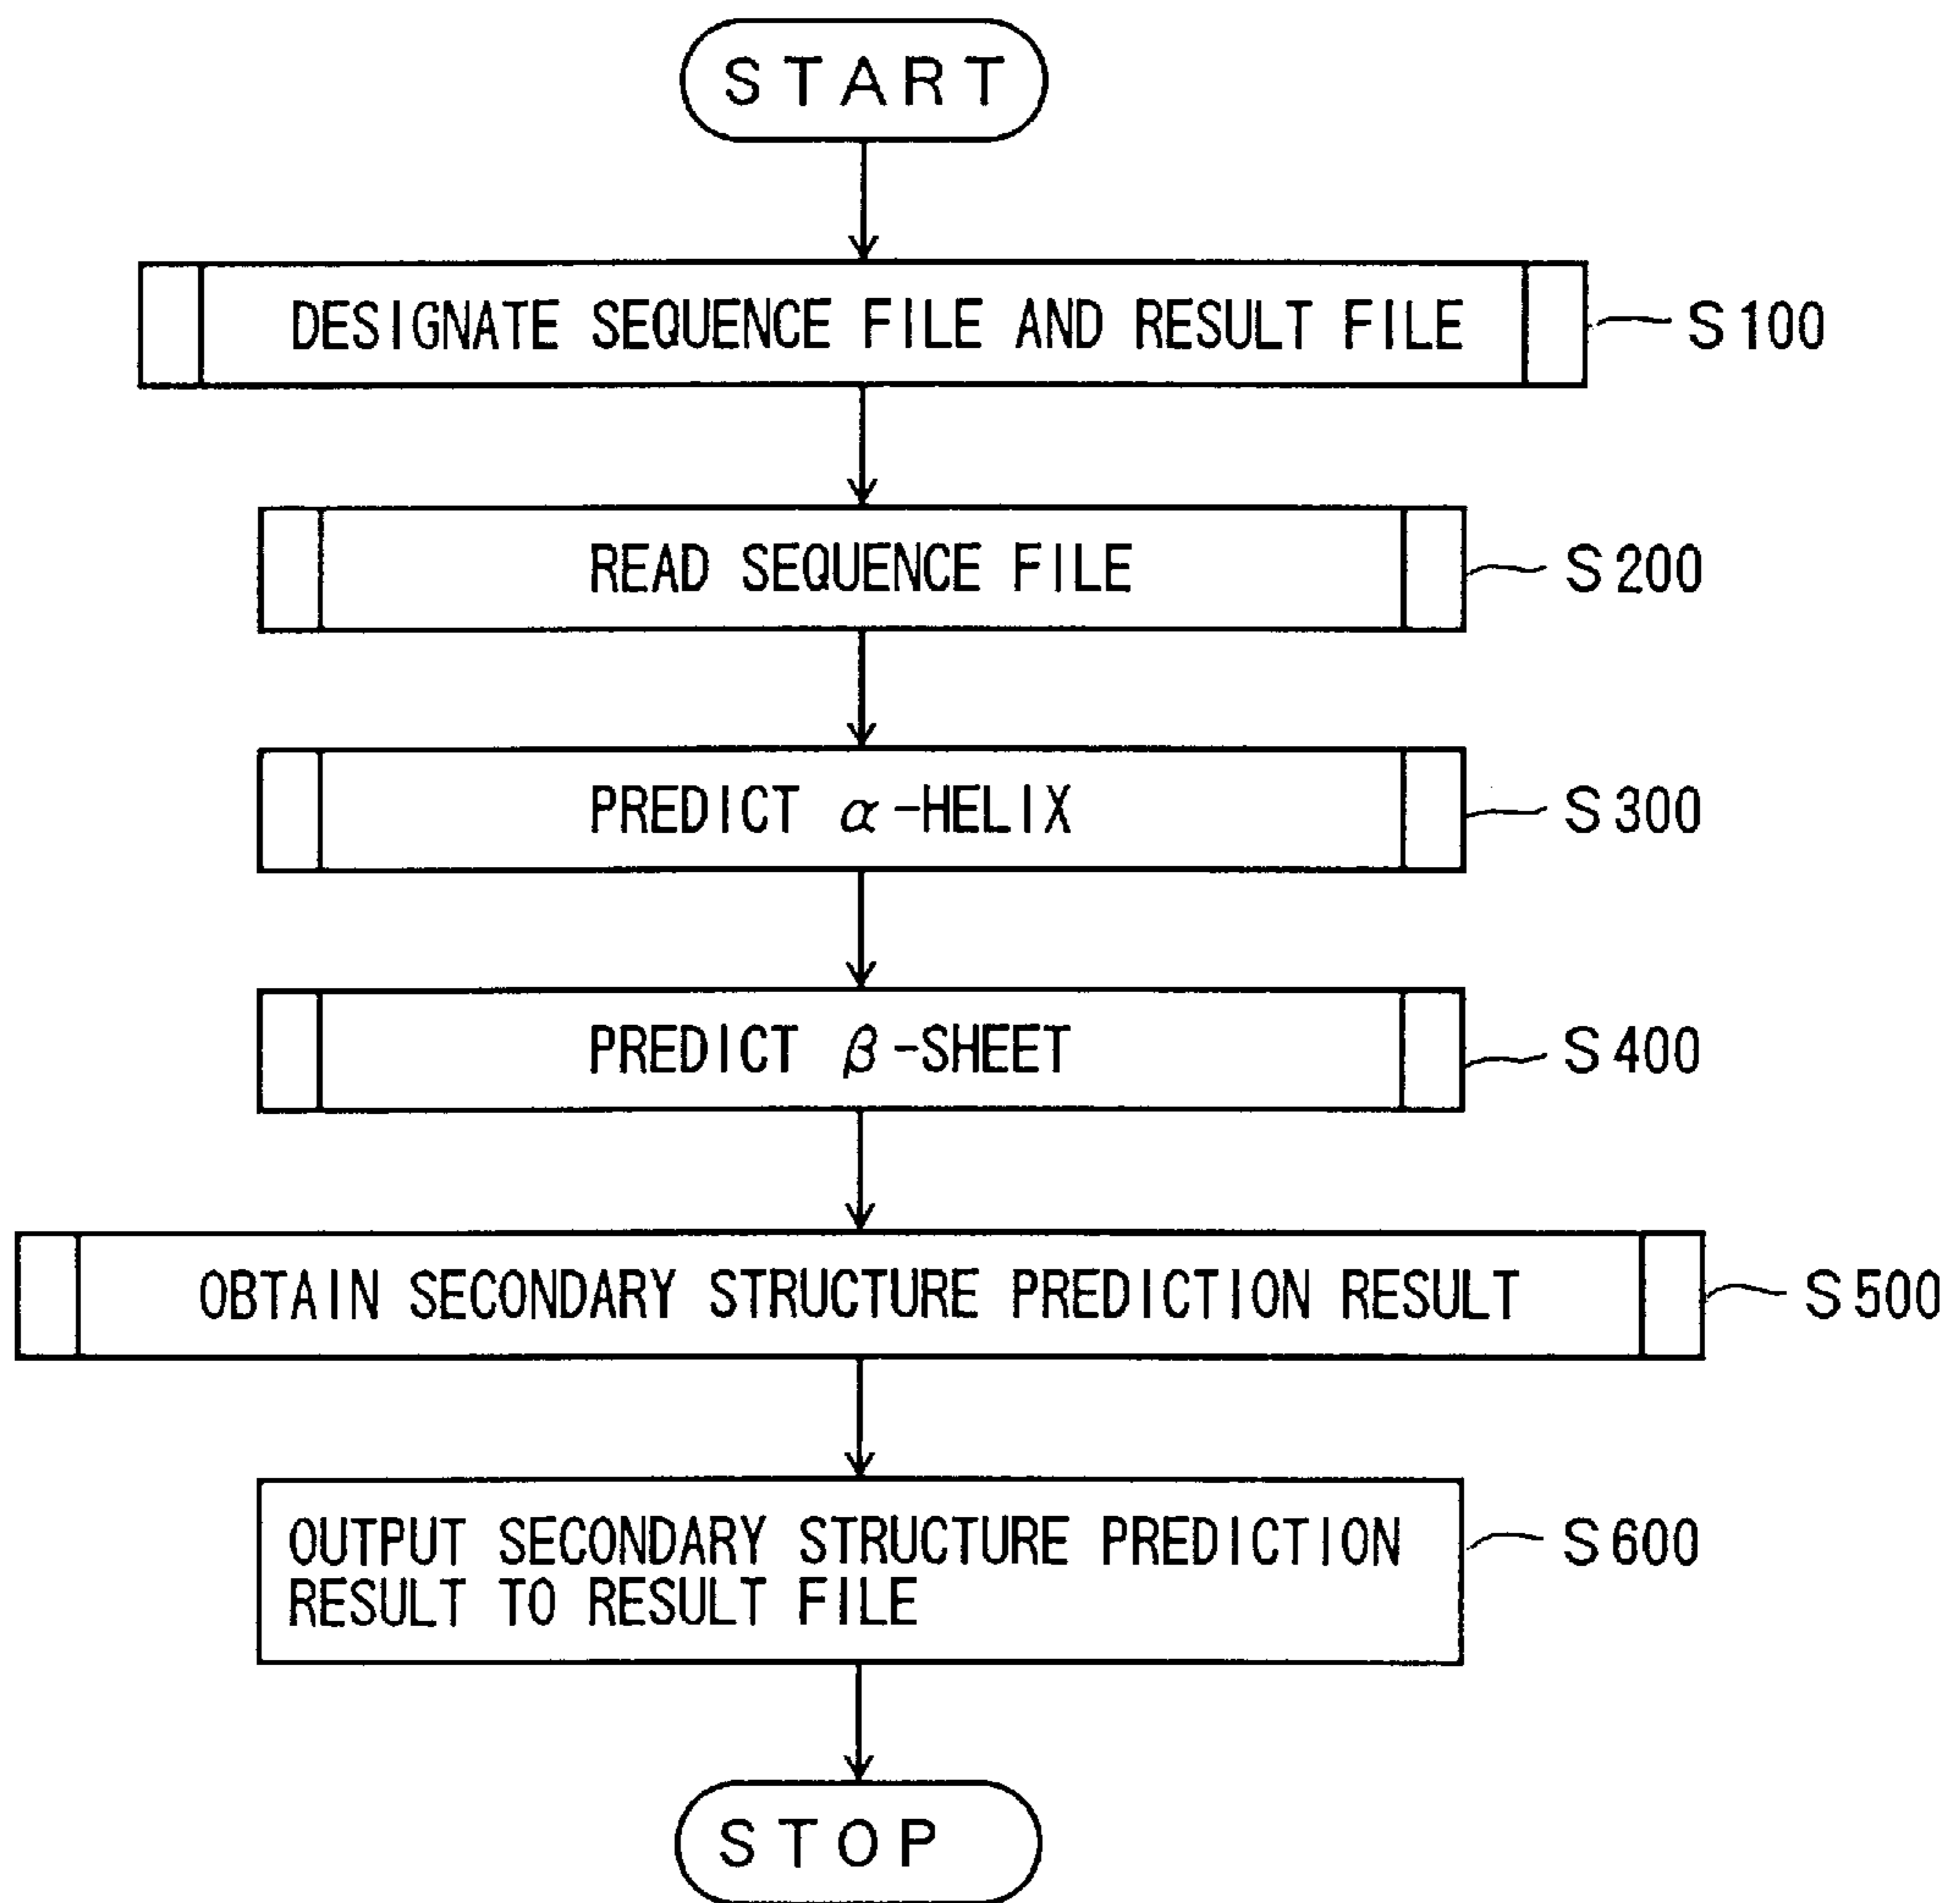 START
DESIGNATE SEQUENCE FILE AND RESULT FILE
S100
READ SEQUENCE FILE
S200
PREDICT α-HELIX
S300
PREDICT β-SHEET
S400
OBTAIN SECONDARY STRUCTURE PREDICTION RESULT
S500
OUTPUT SECONDARY STRUCTURE PREDICTION
RESULT TO RESULT FILE
S600
STOP